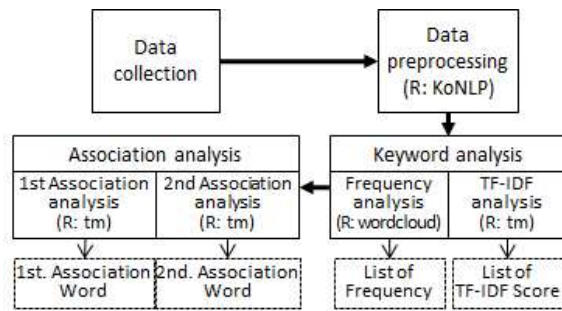 Data
collection
Data
preprocessing
(R: KoNLP)
Association analysis
1st Association
analysis
(R: tm)
2nd Association
analysis
(R: tm)
Keyword analysis
Frequency
analysis
(R: wordcloud)
TF-IDF
analysis
(R: tm)
1st. Association
Word
2nd. Association
Word
List of
Frequency
List of
TF-IDF Score